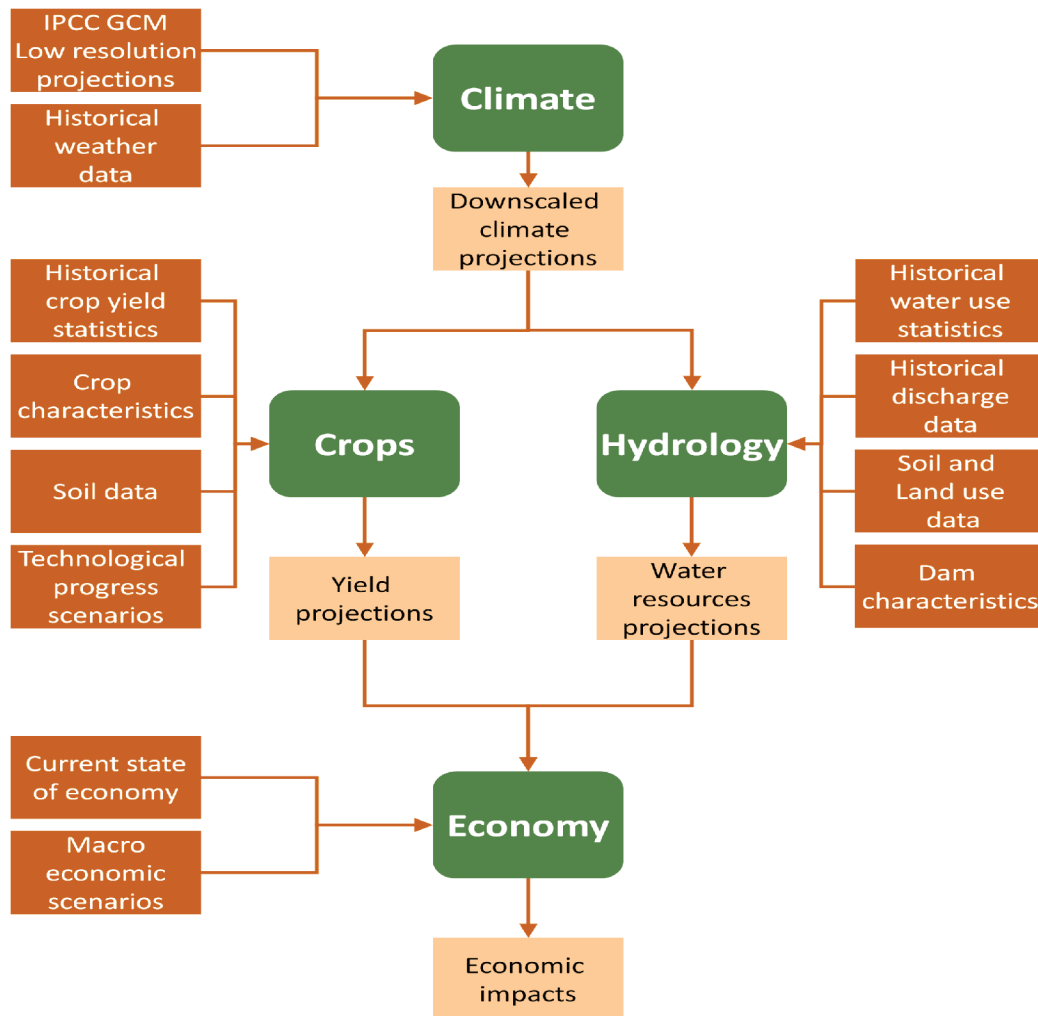 IPCC GCM
Low resolution
projections
Historical
weather
data
Climate
Downscaled
climate
projections
Historical
crop yield
statistics
Crop
characteristics
Soil data
Technological
progress
scenarios
Crops
Hydrology
Historical
water use
statistics
Historical
discharge
data
Soil and
Land use
data
Dam
characteristics
Yield
projections
Water
resources
projections
Current state
of economy
Macro
economic
scenarios
Economy
Economic
impacts